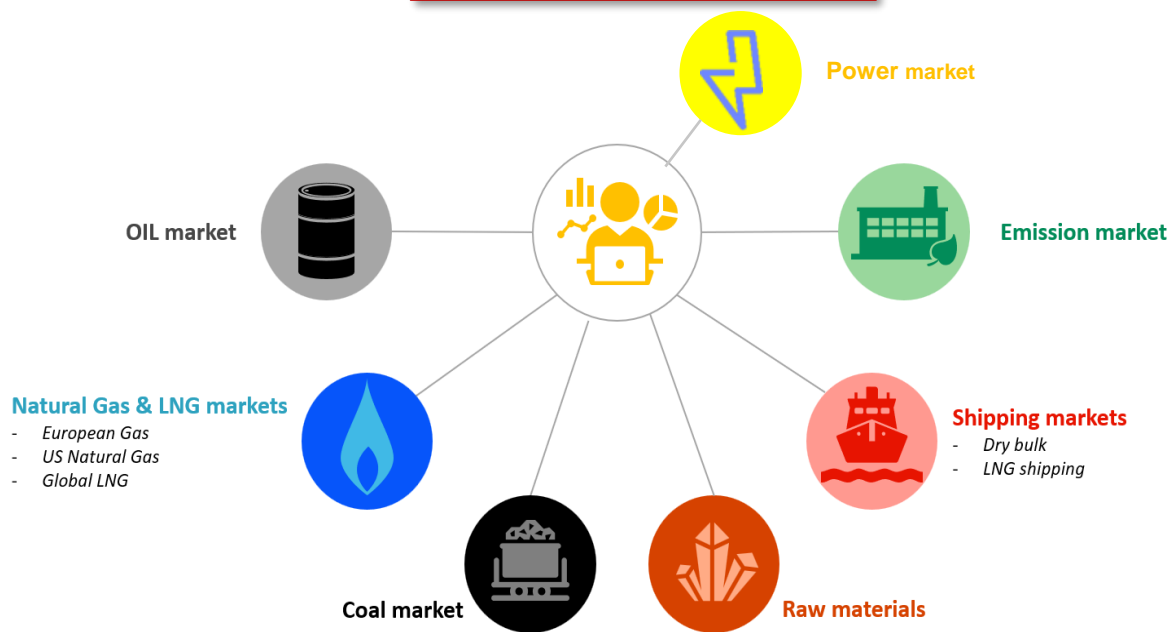 Power market
OIL market
Emission market
Natural Gas & LNG markets
- European Gas
- US Natural Gas
- Global LNG
Shipping markets
- Dry bulk
- LNG shipping
Coal market
Raw materials